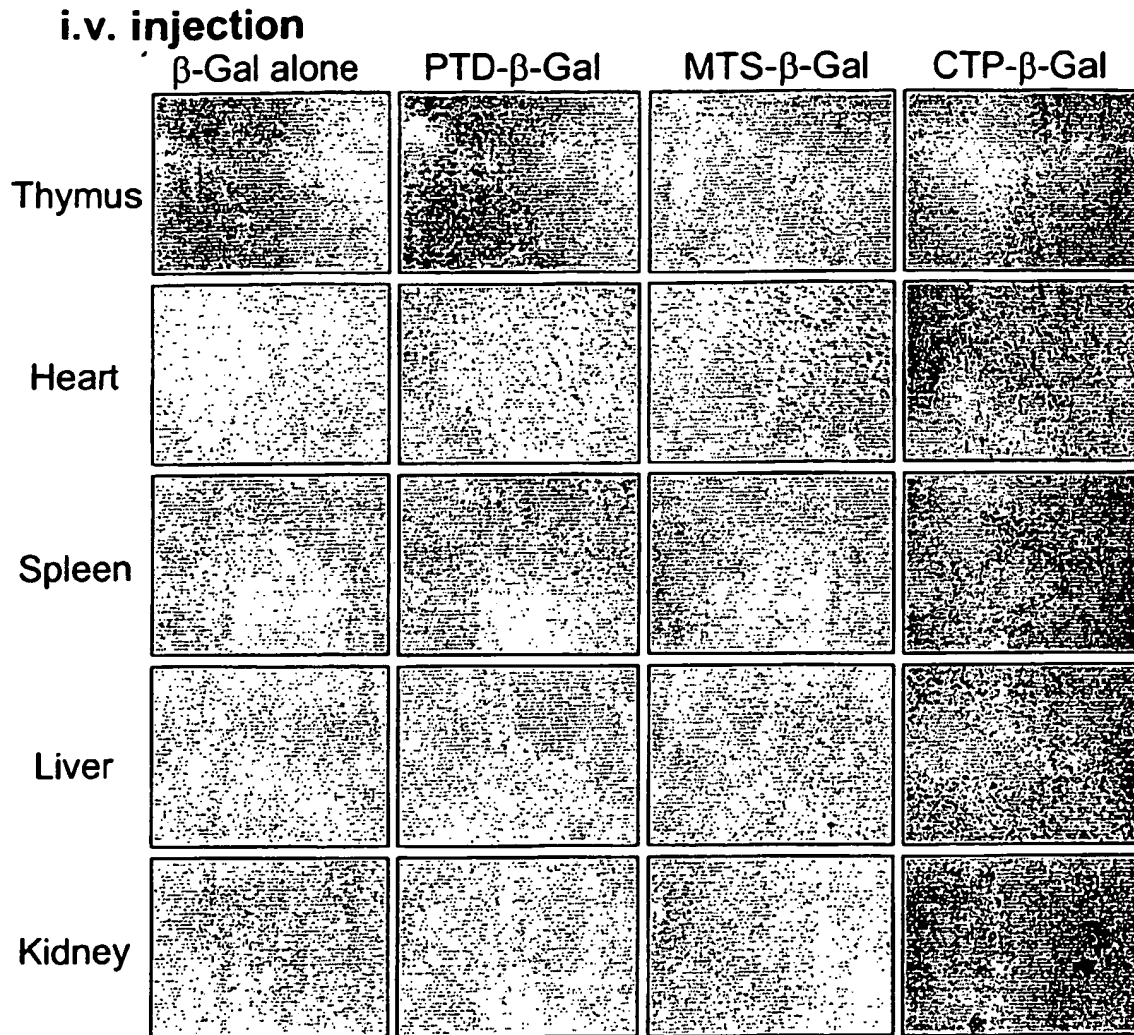 i.v. injection
β-Gal alone PTD-β-Gal MTS-β-Gal CTP-β-Gal
Thymus
Heart
Spleen
Liver
Kidney